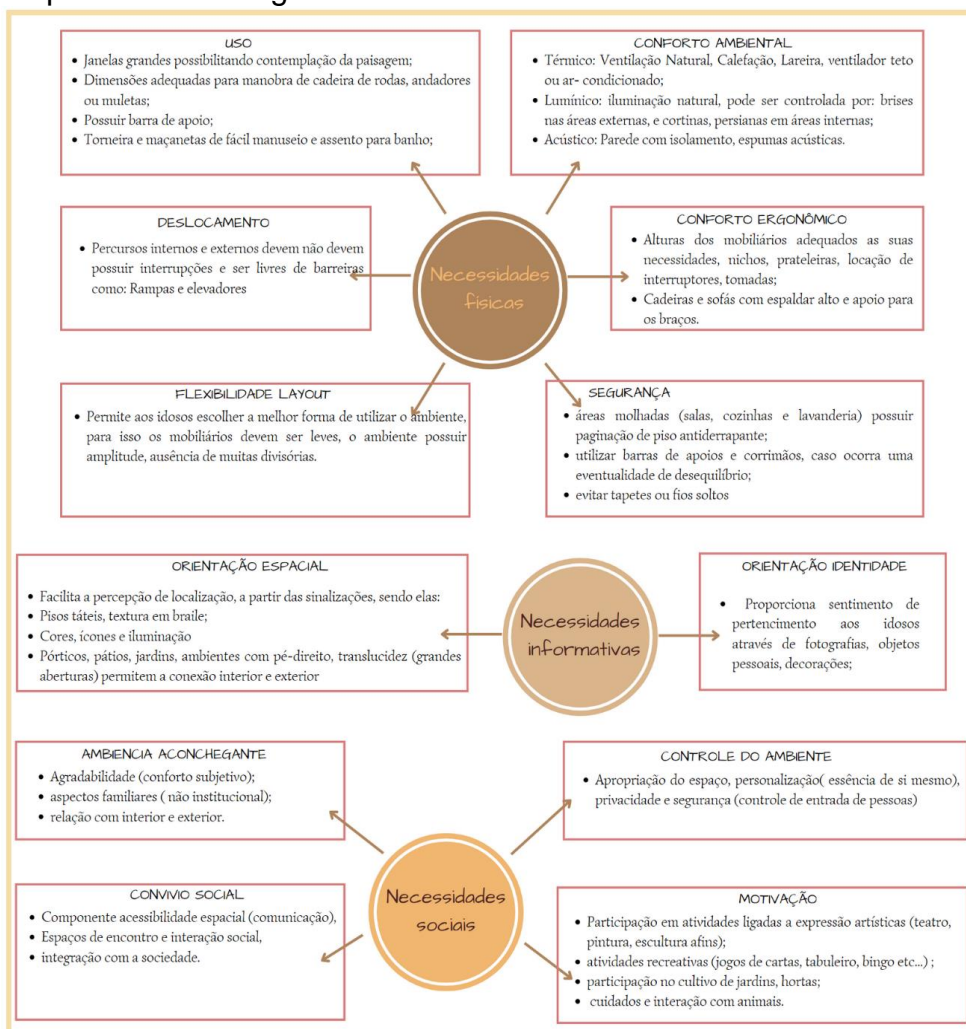 USO
• Janelas grandes possibilitando contemplação da paisagem;
• Dimensões adequadas para manobra de cadeira de rodas, andadores
ou muletas;
• Possuir barra de apoio;
• Torneira e maçanetas de fácil manuseio e assento para banho;
CONFORTO AMBIENTAL
• Térmico: Ventilação Natural, Calefação, Lareira, ventilador teto
ou ar- condicionado;
• Lumínico: iluminação natural, pode ser controlada por: brises
nas áreas externas, e cortinas, persianas em áreas internas;
• Acústico: Parede com isolamento, espumas acústicas.
DESLOCAMENTO
• Percursos internos e externos devem não devem
possuir interrupções e ser livres de barreiras
como: Rampas e elevadores
Necessidades
físicas
CONFORTO ERGONÔMICO
• Alturas dos mobiliários adequados as suas
necessidades, nichos, prateleiras, locação de
interruptores, tomadas;
• Cadeiras e sofás com espaldar alto e apoio para
os braços.
FLEXIBILIDADE LAYOUT
• Permite aos idosos escolher a melhor forma de utilizar o ambiente,
para isso os mobiliários devem ser leves, o ambiente possuir
amplitude, ausência de muitas divisórias.
SEGURANÇA
• áreas molhadas (salas, cozinhas e lavanderia) possuir
paginação de piso antiderrapante;
• utilizar barras de apoios e corrimãos, caso ocorra uma
eventualidade de desequilíbrio;
• evitar tapetes ou fios soltos
ORIENTAÇÃO ESPACIAL
• Facilita a percepção de localização, a partir das sinalizações, sendo elas:
• Pisos táteis, textura em braile;
• Cores, ícones e iluminação
• Pórticos, pátios, jardins, ambientes com pé-direito, translucidez (grandes
aberturas) permitem a conexão interior e exterior
Necessidades
informativas
ORIENTAÇÃO IDENTIDADE
• Proporciona sentimento de
pertencimento aos idosos
através de fotografias, objetos
pessoais, decorações;
AMBIENCIA ACONCHEGANTE
• Agradabilidade (conforto subjetivo);
• aspectos familiares ( não institucional);
• relação com interior e exterior.
CONTROLE DO AMBIENTE
• Apropriação do espaço, personalização( essência de si mesmo),
privacidade e segurança (controle de entrada de pessoas)
Necessidades
sociais
CONVIVIO SOCIAL
• Componente acessibilidade espacial (comunicação),
• Espaços de encontro e interação social,
• integração com a sociedade.
MOTIVAÇÃO
• Participação em atividades ligadas a expressão artísticas (teatro,
pintura, escultura afins);
• atividades recreativas (jogos de cartas, tabuleiro, bingo etc...) ;
• participação no cultivo de jardins, hortas;
• cuidados e interação com animais.